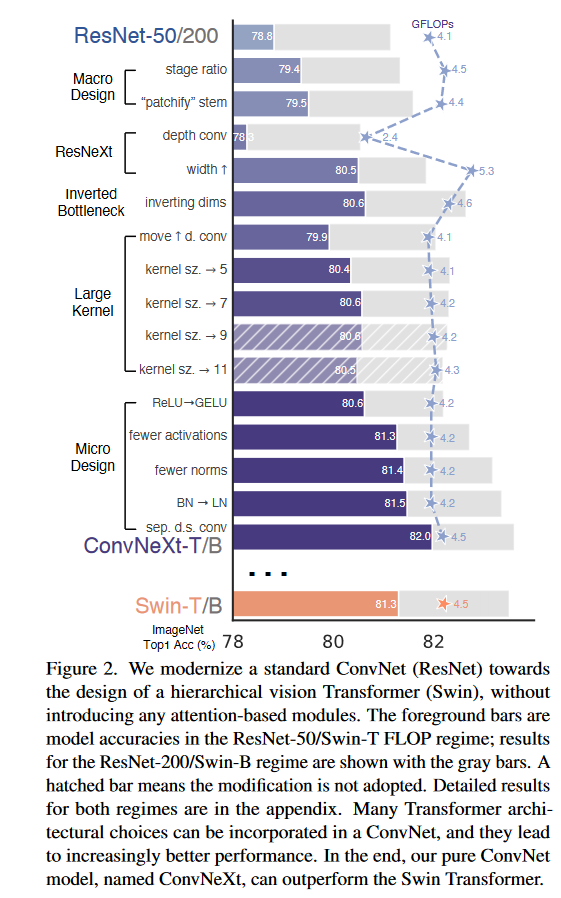 GFLOPs
ResNet-50/200 78.8 4.1
Macro Design
stage ratio 79.4 4.5
“patchify” stem 79.5 4.4
ResNeXt
depth conv 78.3 2.4
width ↑ 80.5 5.3
Inverted Bottleneck
inverting dims 80.6 4.6
Large Kernel
move ↑ d. conv 79.9 4.1
kernel sz. → 5 80.4 4.1
kernel sz. → 7 80.6 4.2
kernel sz. → 9 80.6 4.2
kernel sz. → 11 80.5 4.3
Micro Design
ReLU→GELU 80.6 4.2
fewer activations 81.3 4.2
fewer norms 81.4 4.2
BN → LN 81.5 4.2
sep. d.s. conv
ConvNeXt-T/B 82.0 4.5
...
Swin-T/B 81.3 4.5
ImageNet Top1 Acc (%) 78 80 82
Figure 2. We modernize a standard ConvNet (ResNet) towards
the design of a hierarchical vision Transformer (Swin), without
introducing any attention-based modules. The foreground bars are
model accuracies in the ResNet-50/Swin-T FLOP regime; results
for the ResNet-200/Swin-B regime are shown with the gray bars. A
hatched bar means the modification is not adopted. Detailed results
for both regimes are in the appendix. Many Transformer archi-
tectural choices can be incorporated in a ConvNet, and they lead
to increasingly better performance. In the end, our pure ConvNet
model, named ConvNeXt, can outperform the Swin Transformer.